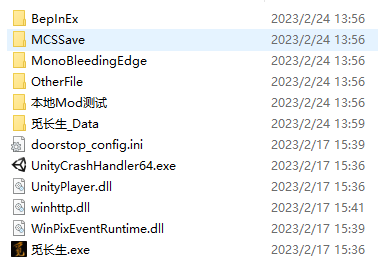 BepInEx 2023/2/24 13:56
MCSSave 2023/2/24 13:56
MonoBleedingEdge 2023/2/24 13:56
OtherFile 2023/2/24 13:56
本地Mod测试 2023/2/24 13:56
觅长生_Data 2023/2/24 13:59
doorstop_config.ini 2023/2/17 15:39
UnityCrashHandler64.exe 2023/2/17 15:36
UnityPlayer.dll 2023/2/17 15:36
winhttp.dll 2023/2/17 15:41
WinPixEventRuntime.dll 2023/2/17 15:39
觅长生.exe 2023/2/17 15:36